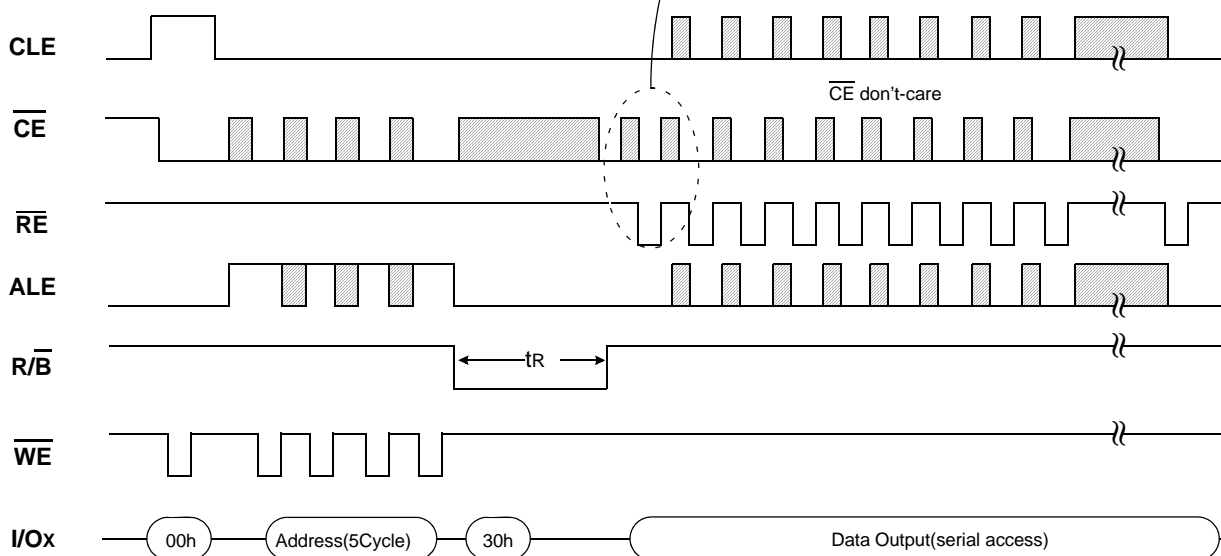 CLE
CE don't-care
CE
RE
ALE
R/B
tR
WE
I/Ox
00h
Address(5Cycle)
30h
Data Output(serial access)